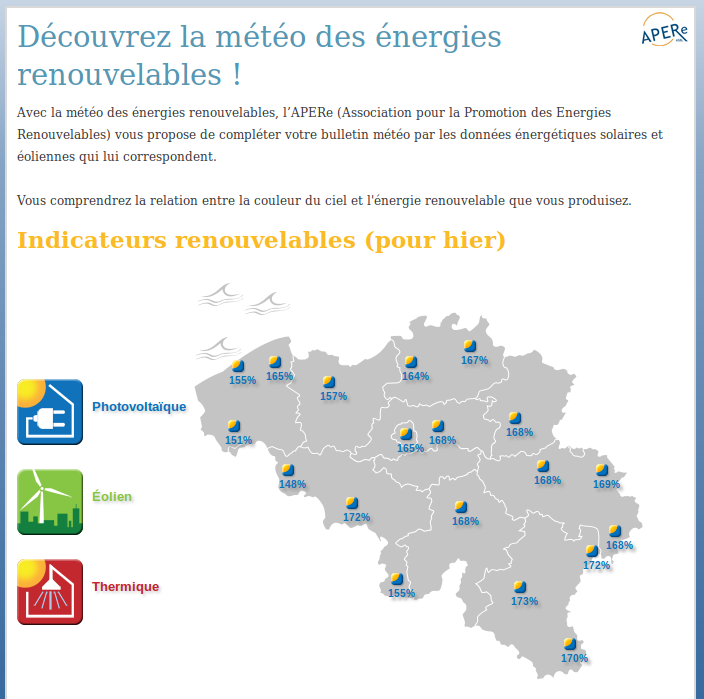 Découvrez la météo des énergies
renouvelables !
APERe
Avec la météo des énergies renouvelables, l’APERe (Association pour la Promotion des Energies
Renouvelables) vous propose de compléter votre bulletin météo par les données énergétiques solaires et
éoliennes qui lui correspondent.
Vous comprendrez la relation entre la couleur du ciel et l'énergie renouvelable que vous produisez.
Indicateurs renouvelables (pour hier)
167%
155%
165%
164%
157%
Photovoltaïque
168%
151%
165%
168%
148%
168%
169%
Éolien
172%
168%
168%
172%
Thermique
155%
173%
170%